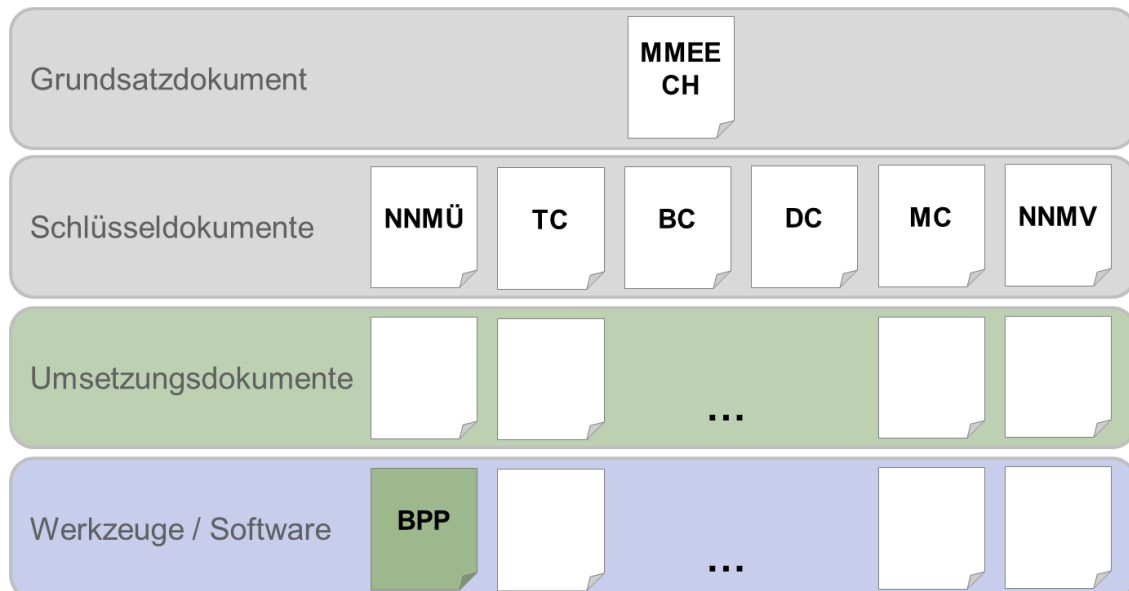 MMEE
CH
Grundsatzdokument
Schlüsseldokumente
NNMÜ
TC
BC
DC
MC
NNMV
Umsetzungsdokumente
...
Werkzeuge / Software
BPP
...